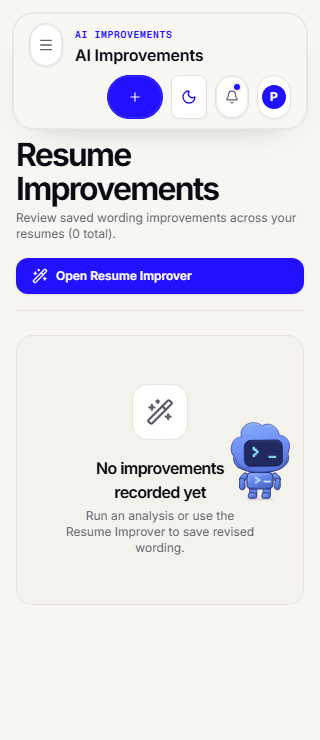 AI IMPROVEMENTS
AI Improvements
P
Resume
Improvements
Review saved wording improvements across your
resumes (0 total).
Open Resume Improver
No improvements
recorded yet
Run an analysis or use the
Resume Improver to save revised
wording.